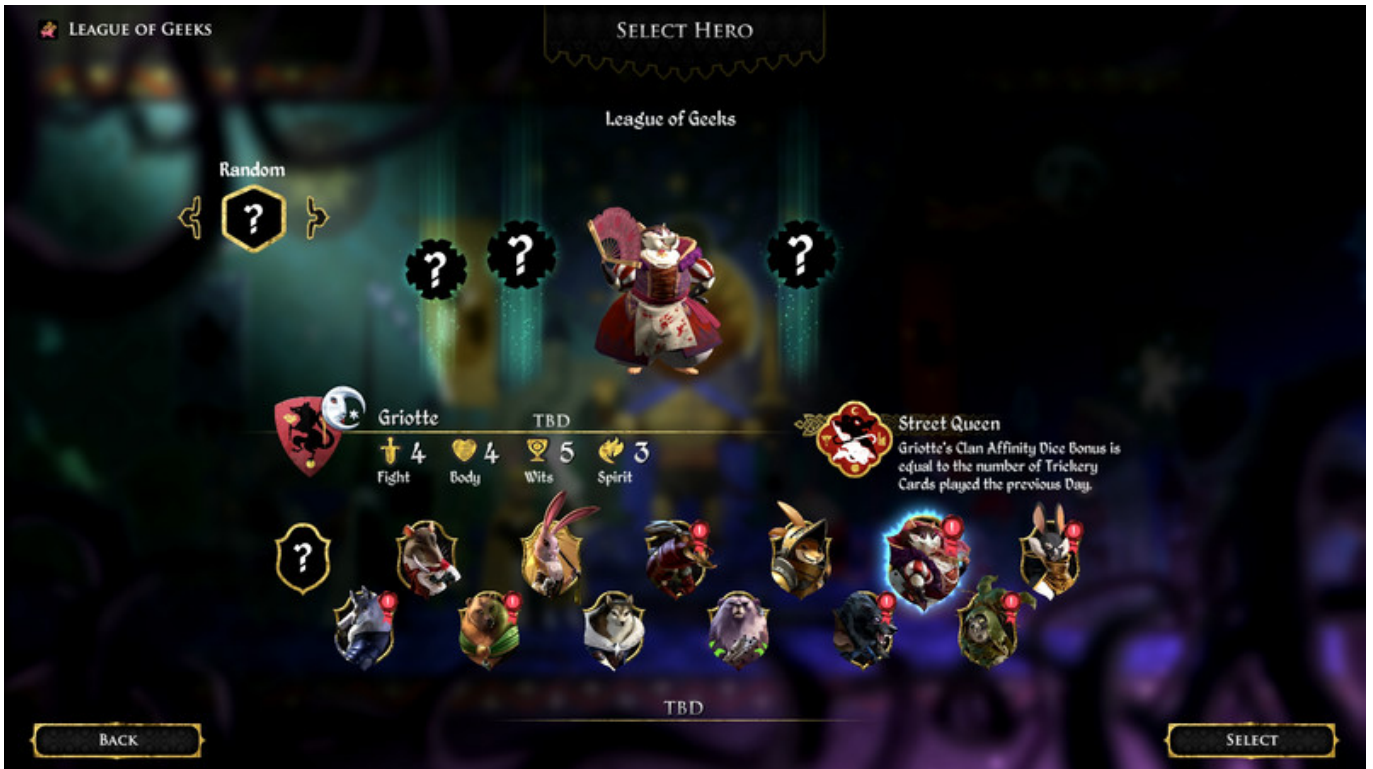 LEAGUE OF GEEKS
SELECT HERO
League of Geeks
Random
?
?
?
?
Griotte
TBD
4
4
5
3
Fight
Body
Wits
Spirit
Street Queen
Griotte's Clan Affinity Dice Bonus is
equal to the number of Trickery
Cards played the previous Day.
?
!
!
!
!
!
!
!
TBD
BACK
SELECT